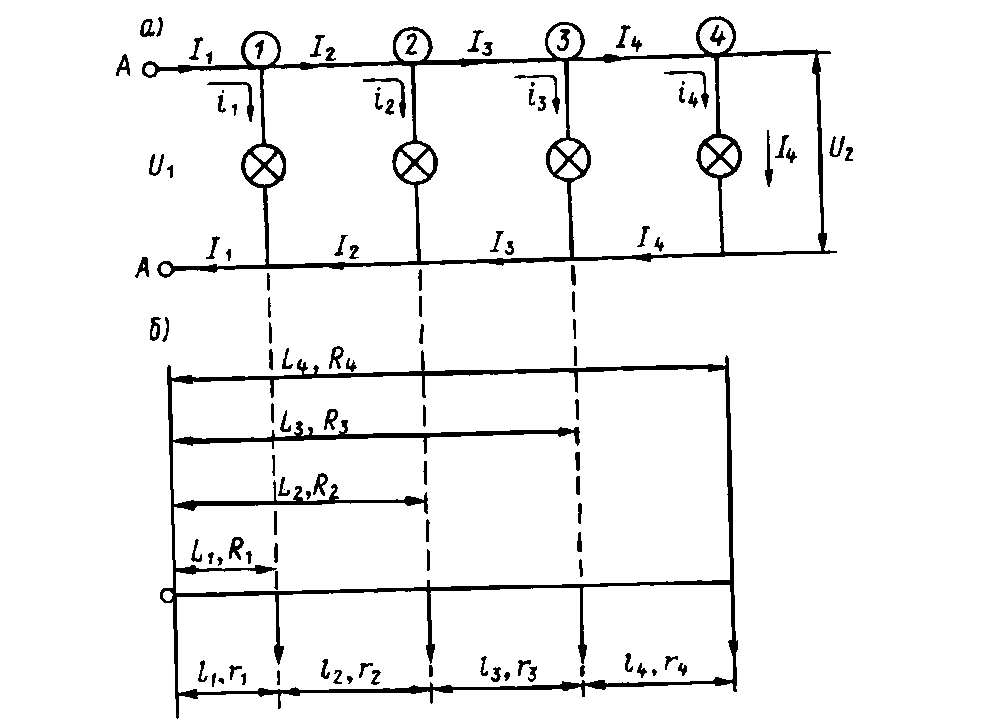 а)
1 2 3 4
A I1 I2 I3 I4
i1 i2 i3 i4
U1 I4 U2
A I1 I2 I3 I4
б)
L4, R4
L3, R3
L2, R2
L1, R1
l1, r1 l2, r2 l3, r3 l4, r4